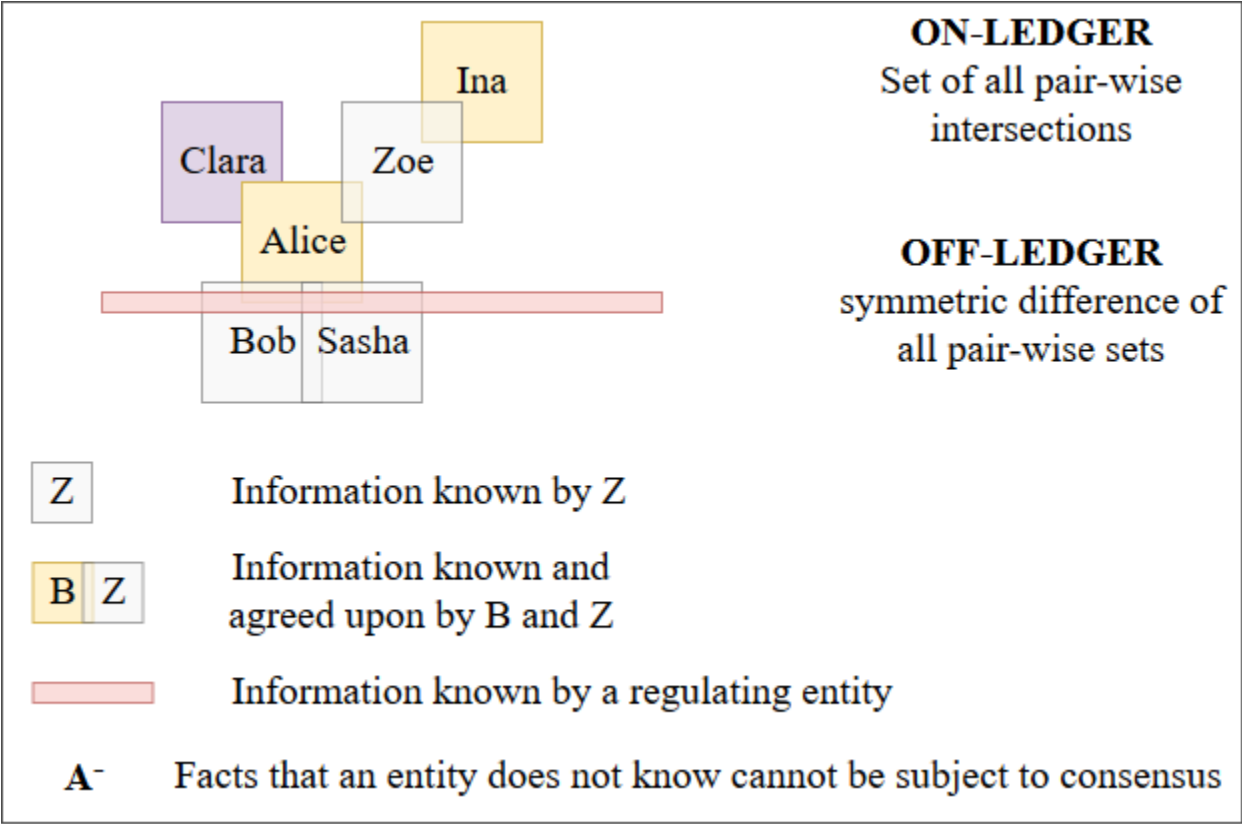 ON-LEDGER
Set of all pair-wise
intersections
Ina
Clara
Zoe
Alice
OFF-LEDGER
symmetric difference of
all pair-wise sets
Bob
Sasha
Z
Information known by Z
B
Z
Information known and
agreed upon by B and Z
Information known by a regulating entity
A⁻
Facts that an entity does not know cannot be subject to consensus